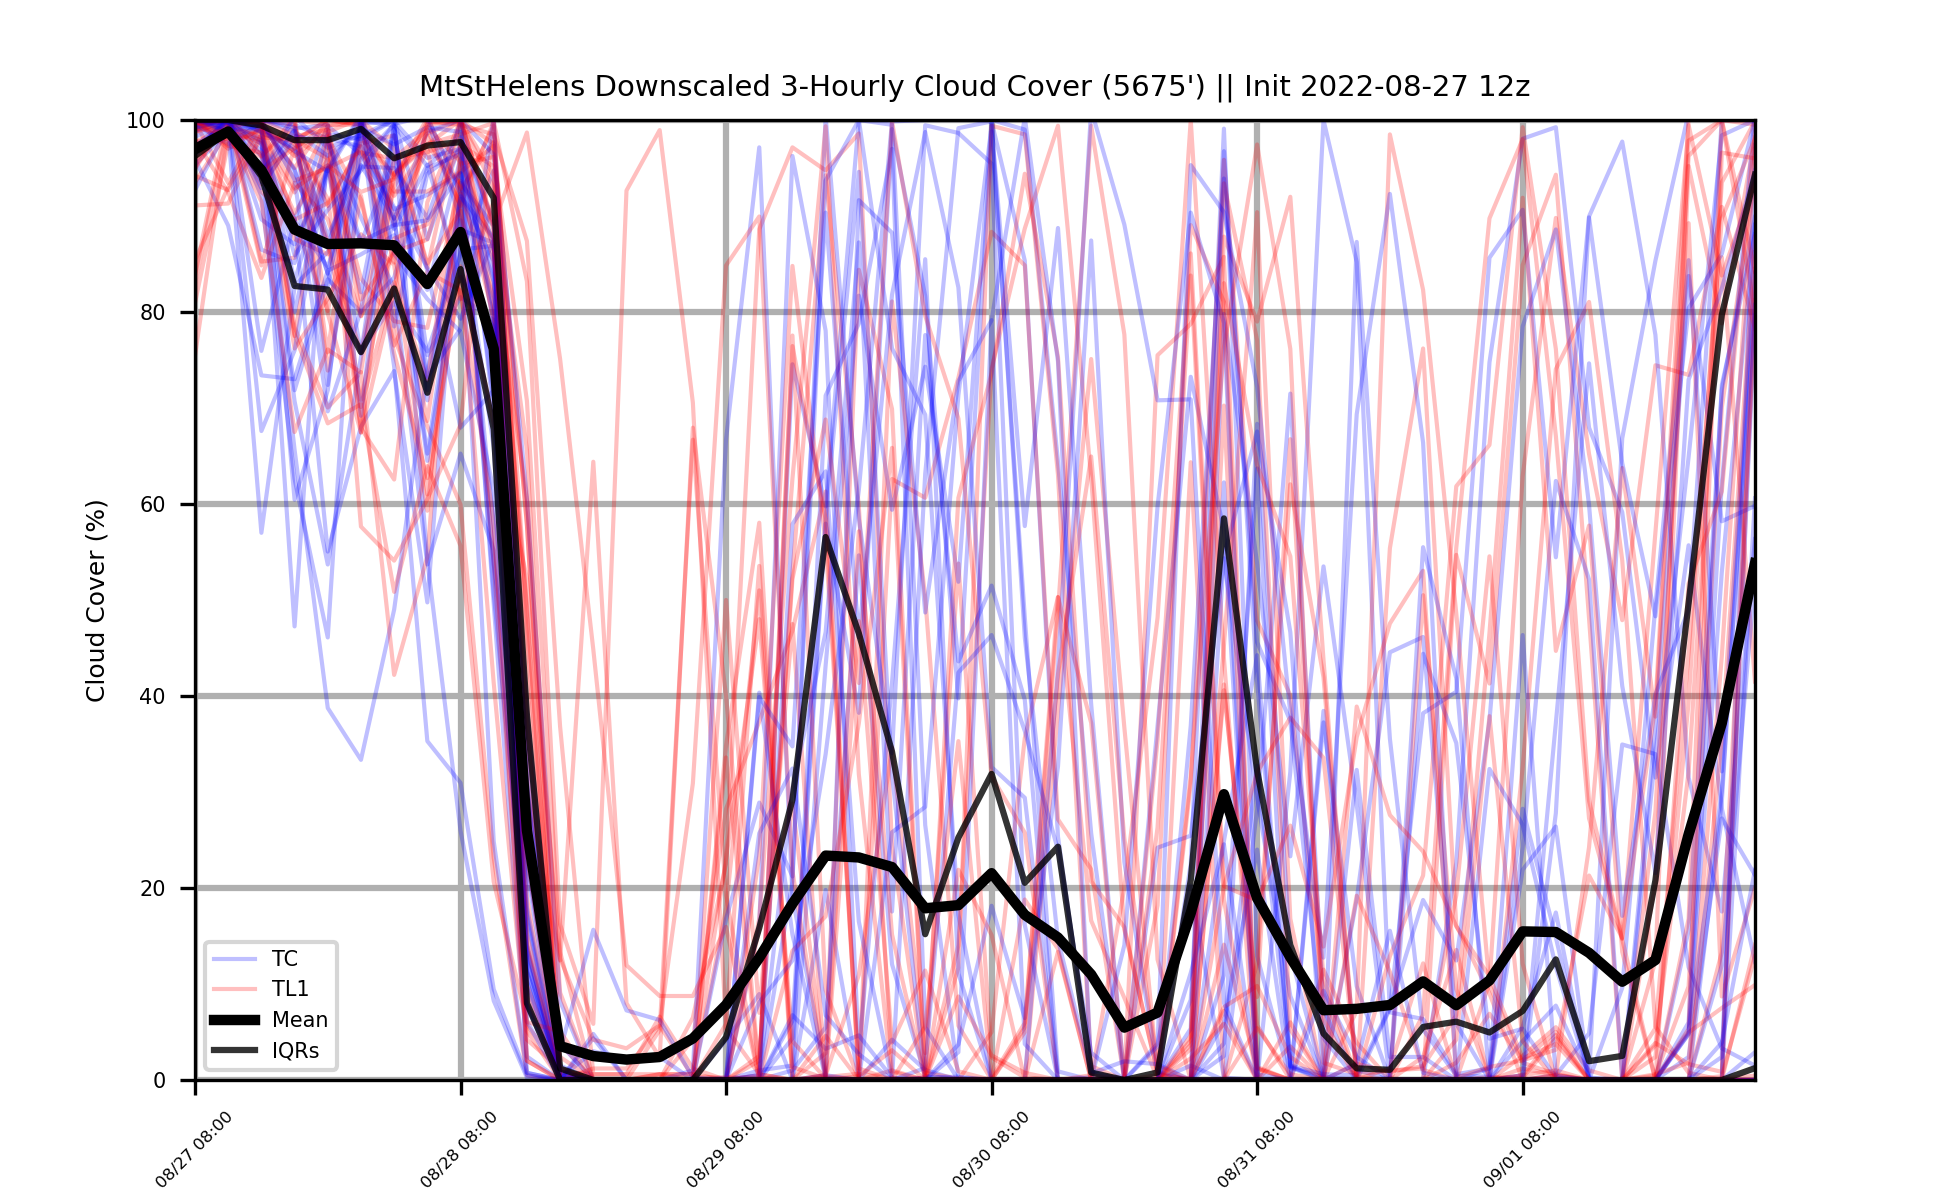 MtStHelens Downscaled 3-Hourly Cloud Cover (5675') || Init 2022-08-27 12z
Cloud Cover (%)
100
80
60
40
20
0
TC
TL1
Mean
IQRs
08/27 08:00
08/28 08:00
08/29 08:00
08/30 08:00
08/31 08:00
09/01 08:00